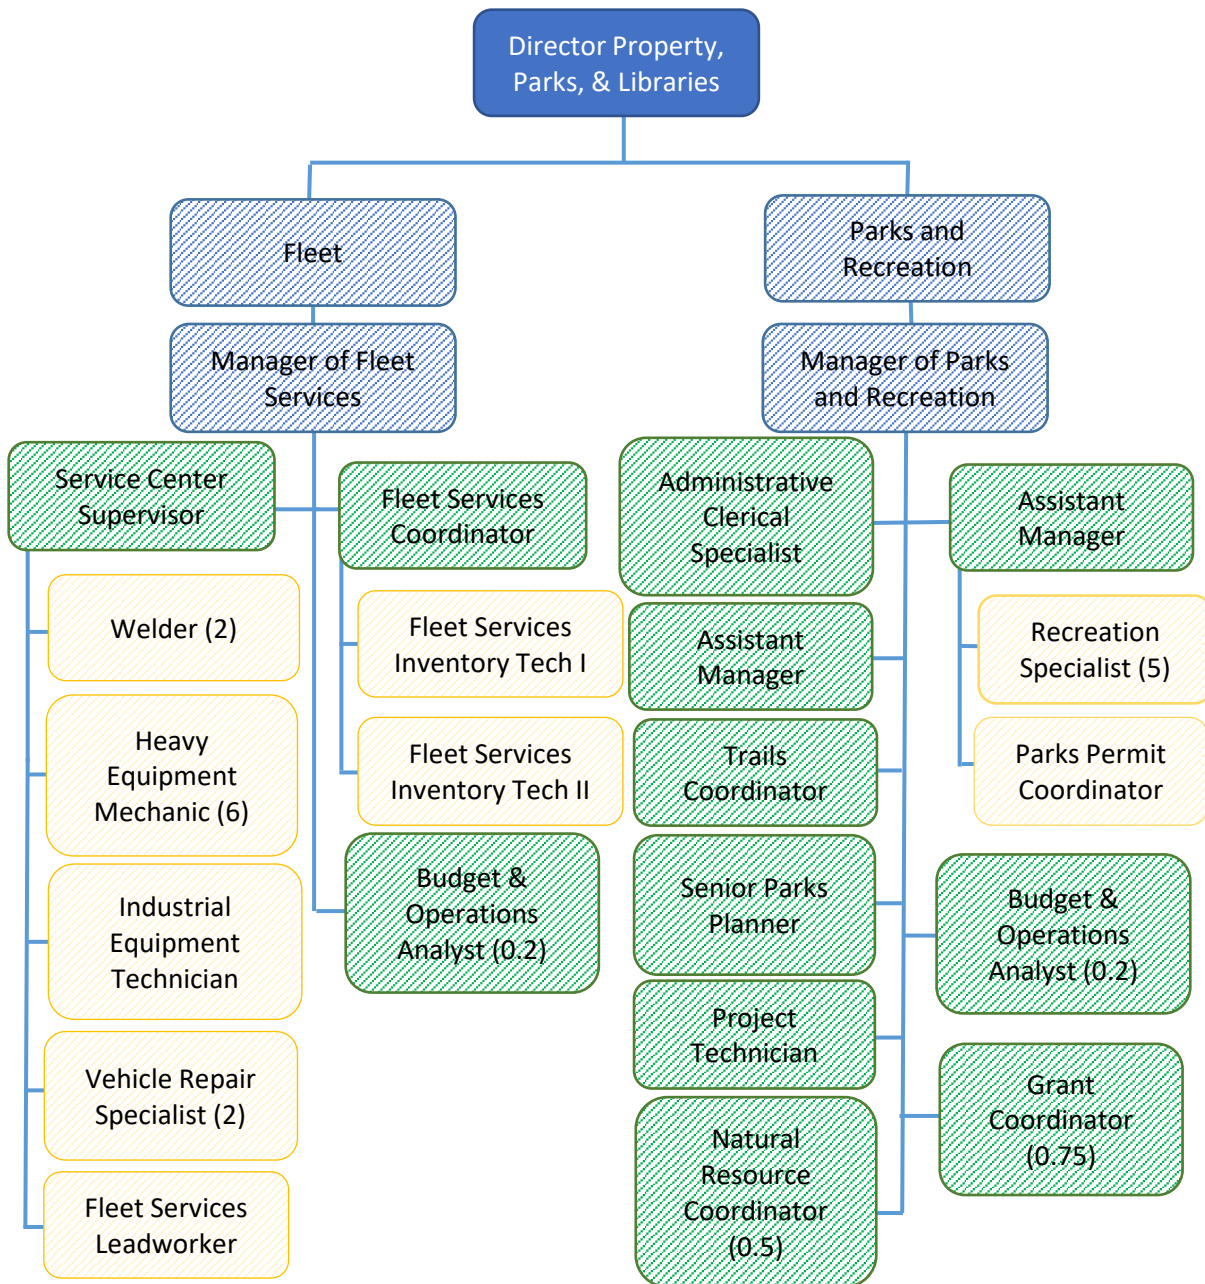 Director Property,
Parks, & Libraries
Fleet
Parks and
Recreation
Manager of Fleet
Services
Manager of Parks
and Recreation
Service Center
Supervisor
Fleet Services
Coordinator
Administrative
Clerical
Specialist
Assistant
Manager
Welder (2)
Fleet Services
Inventory Tech I
Assistant
Manager
Recreation
Specialist (5)
Heavy
Equipment
Mechanic (6)
Fleet Services
Inventory Tech II
Trails
Coordinator
Parks Permit
Coordinator
Industrial
Equipment
Technician
Budget &
Operations
Analyst (0.2)
Senior Parks
Planner
Budget &
Operations
Analyst (0.2)
Vehicle Repair
Specialist (2)
Project
Technician
Grant
Coordinator
(0.75)
Fleet Services
Leadworker
Natural
Resource
Coordinator
(0.5)